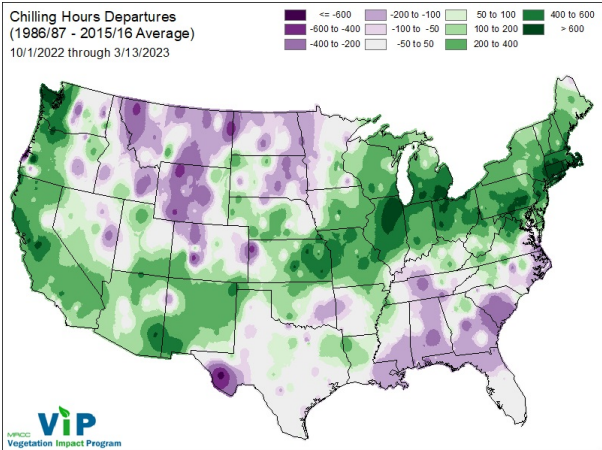 Chilling Hours Departures
(1986/87 - 2015/16 Average)
10/1/2022 through 3/13/2023
<= -600
-600 to -400
-400 to -200
-200 to -100
-100 to -50
-50 to 50
50 to 100
100 to 200
200 to 400
400 to 600
> 600
MRCC
ViP
Vegetation Impact Program